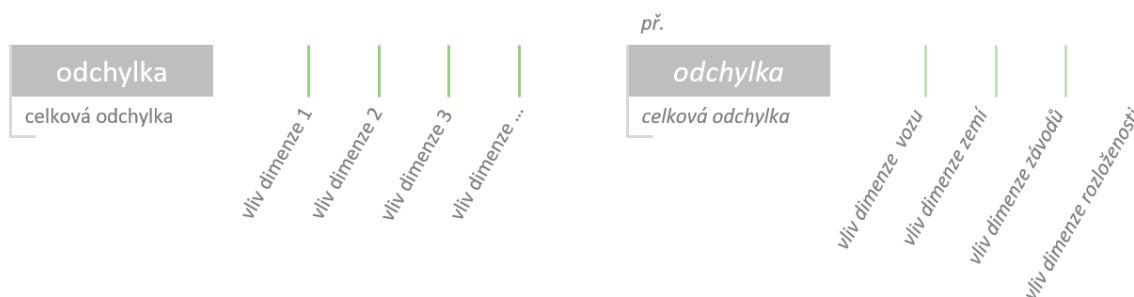 odchylka
celková odchylka
vliv dimenze 1
vliv dimenze 2
vliv dimenze 3
vliv dimenze ...
př.
odchylka
celková odchylka
vliv dimenze vozu
vliv dimenze zemí
vliv dimenze závodů
vliv dimenze rozloženosti